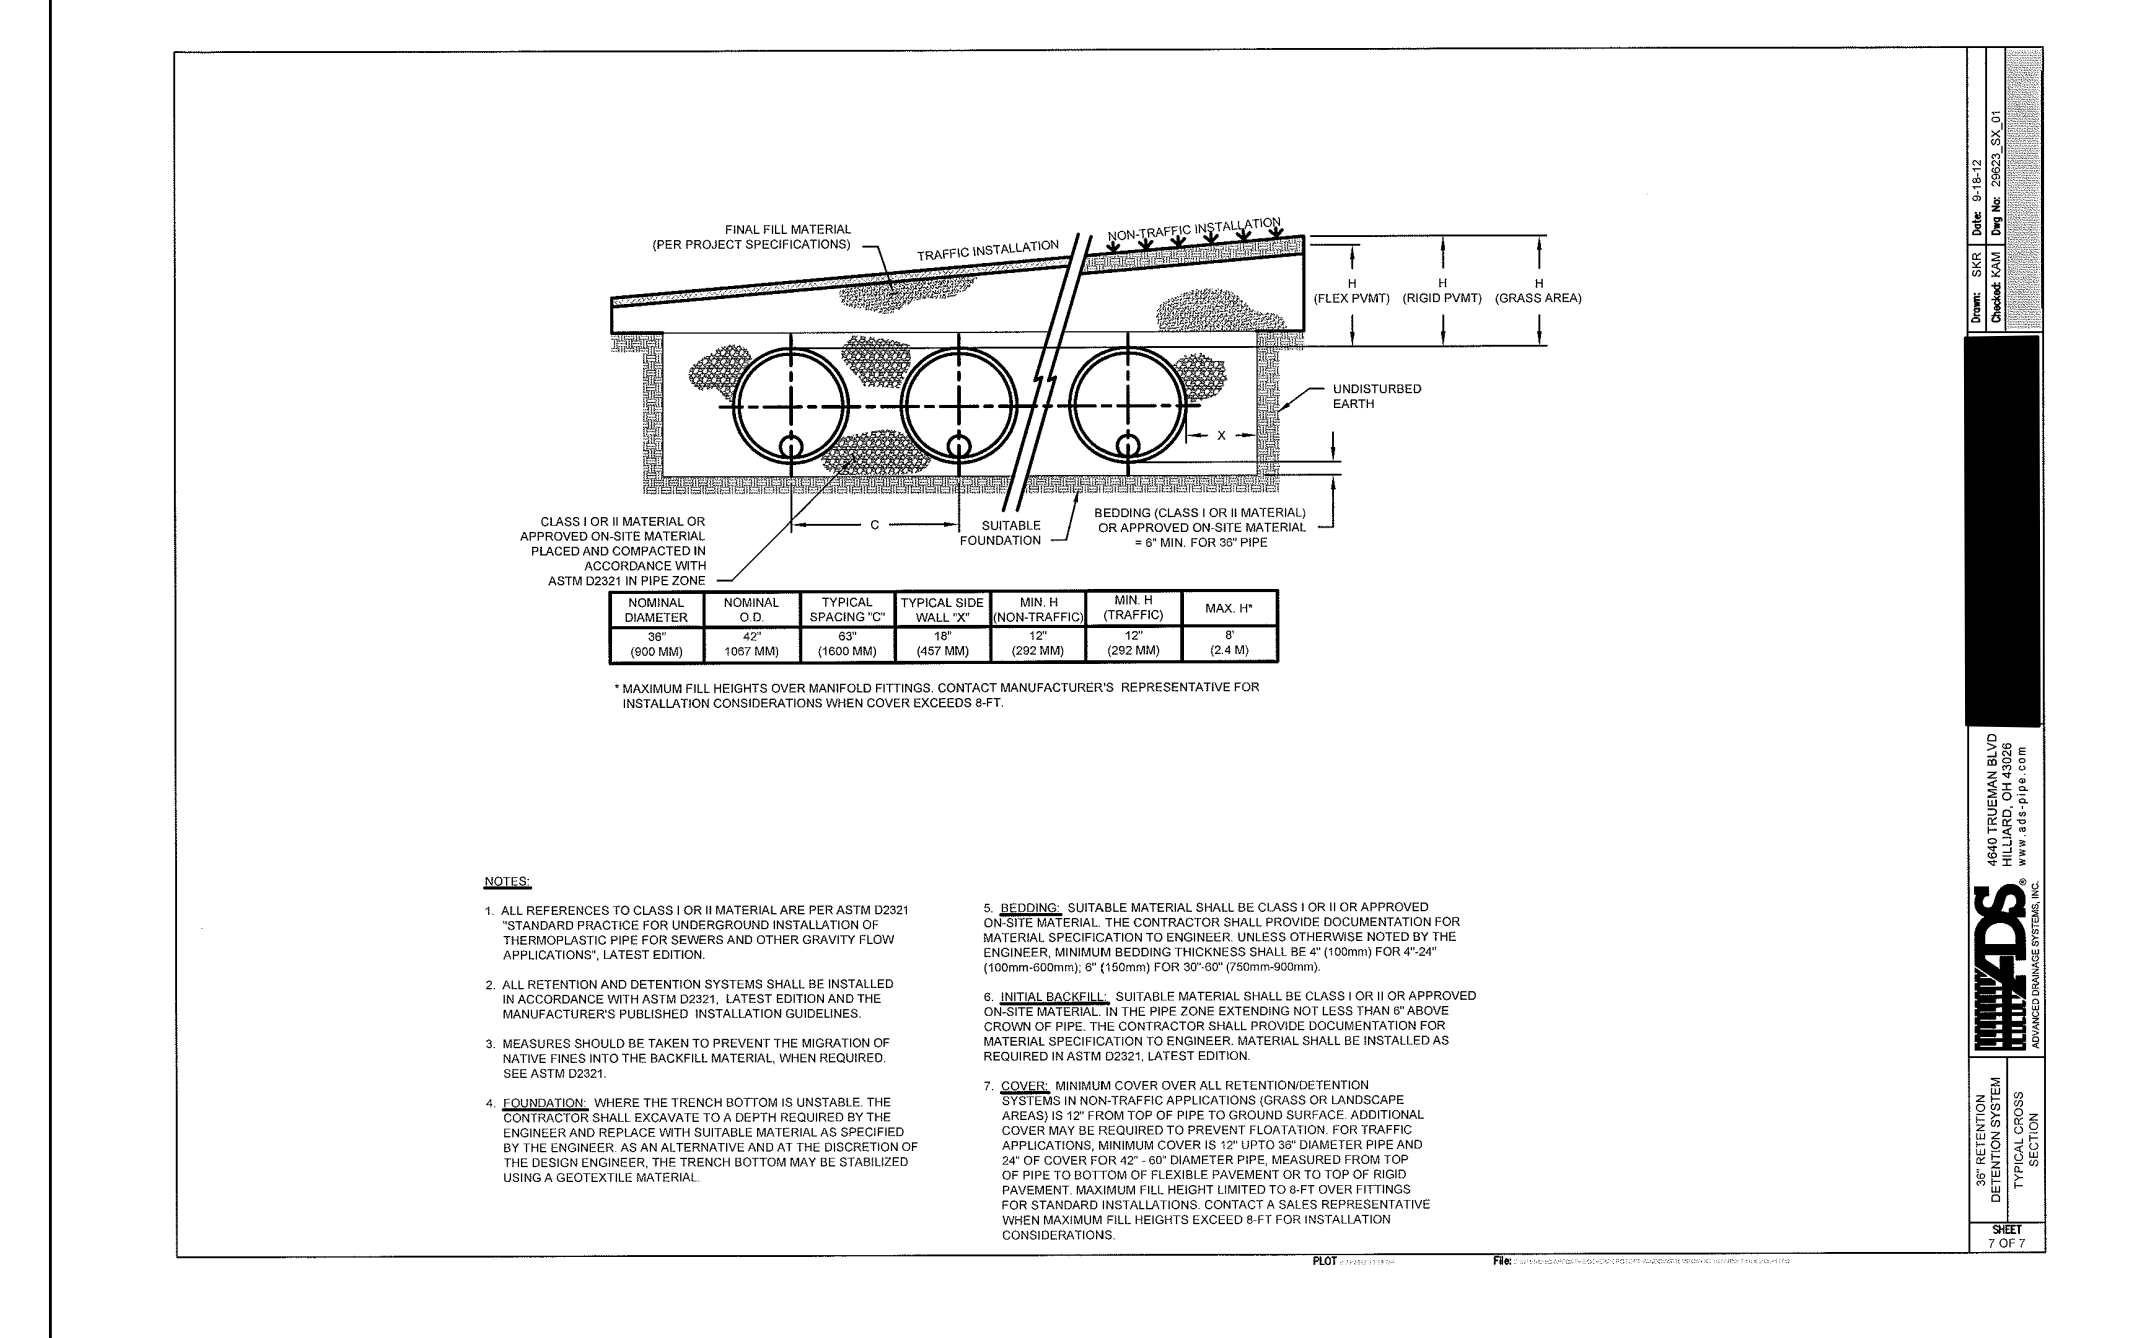 FINAL FILL MATERIAL
(PER PROJECT SPECIFICATIONS)
TRAFFIC INSTALLATION
NON-TRAFFIC INSTALLATION
H
(FLEX PVMT)
H
(RIGID PVMT)
H
(GRASS AREA)
UNDISTURBED
EARTH
X
C
CLASS I OR II MATERIAL OR
APPROVED ON-SITE MATERIAL
PLACED AND COMPACTED IN
ACCORDANCE WITH
ASTM D2321 IN PIPE ZONE
SUITABLE
FOUNDATION
BEDDING (CLASS I OR II MATERIAL)
OR APPROVED ON-SITE MATERIAL
= 6" MIN. FOR 36" PIPE
NOMINAL DIAMETER NOMINAL O.D. TYPICAL SPACING "C" TYPICAL SIDE WALL "X" MIN. H (NON-TRAFFIC) MIN. H (TRAFFIC) MAX. H*
36" 42" 63" 18" 12" 12" 8'
(900 MM) 1067 MM) (1600 MM) (457 MM) (292 MM) (292 MM) (2.4 M)
* MAXIMUM FILL HEIGHTS OVER MANIFOLD FITTINGS. CONTACT MANUFACTURER'S REPRESENTATIVE FOR
INSTALLATION CONSIDERATIONS WHEN COVER EXCEEDS 8-FT.
NOTES:
1. ALL REFERENCES TO CLASS I OR II MATERIAL ARE PER ASTM D2321
"STANDARD PRACTICE FOR UNDERGROUND INSTALLATION OF
THERMOPLASTIC PIPE FOR SEWERS AND OTHER GRAVITY FLOW
APPLICATIONS", LATEST EDITION.
2. ALL RETENTION AND DETENTION SYSTEMS SHALL BE INSTALLED
IN ACCORDANCE WITH ASTM D2321, LATEST EDITION AND THE
MANUFACTURER'S PUBLISHED INSTALLATION GUIDELINES.
3. MEASURES SHOULD BE TAKEN TO PREVENT THE MIGRATION OF
NATIVE FINES INTO THE BACKFILL MATERIAL, WHEN REQUIRED.
SEE ASTM D2321.
4. FOUNDATION: WHERE THE TRENCH BOTTOM IS UNSTABLE. THE
CONTRACTOR SHALL EXCAVATE TO A DEPTH REQUIRED BY THE
ENGINEER AND REPLACE WITH SUITABLE MATERIAL AS SPECIFIED
BY THE ENGINEER. AS AN ALTERNATIVE AND AT THE DISCRETION OF
THE DESIGN ENGINEER, THE TRENCH BOTTOM MAY BE STABILIZED
USING A GEOTEXTILE MATERIAL.
5. BEDDING: SUITABLE MATERIAL SHALL BE CLASS I OR II OR APPROVED
ON-SITE MATERIAL. THE CONTRACTOR SHALL PROVIDE DOCUMENTATION FOR
MATERIAL SPECIFICATION TO ENGINEER. UNLESS OTHERWISE NOTED BY THE
ENGINEER, MINIMUM BEDDING THICKNESS SHALL BE 4" (100mm) FOR 4"-24"
(100mm-600mm); 6" (150mm) FOR 30"-60" (750mm-900mm).
6. INITIAL BACKFILL: SUITABLE MATERIAL SHALL BE CLASS I OR II OR APPROVED
ON-SITE MATERIAL. IN THE PIPE ZONE EXTENDING NOT LESS THAN 6" ABOVE
CROWN OF PIPE. THE CONTRACTOR SHALL PROVIDE DOCUMENTATION FOR
MATERIAL SPECIFICATION TO ENGINEER. MATERIAL SHALL BE INSTALLED AS
REQUIRED IN ASTM D2321, LATEST EDITION.
7. COVER: MINIMUM COVER OVER ALL RETENTION/DETENTION
SYSTEMS IN NON-TRAFFIC APPLICATIONS (GRASS OR LANDSCAPE
AREAS) IS 12" FROM TOP OF PIPE TO GROUND SURFACE. ADDITIONAL
COVER MAY BE REQUIRED TO PREVENT FLOATATION. FOR TRAFFIC
APPLICATIONS, MINIMUM COVER IS 12" UPTO 36" DIAMETER PIPE AND
24" OF COVER FOR 42" - 60" DIAMETER PIPE, MEASURED FROM TOP
OF PIPE TO BOTTOM OF FLEXIBLE PAVEMENT OR TO TOP OF RIGID
PAVEMENT. MAXIMUM FILL HEIGHT LIMITED TO 8-FT OVER FITTINGS
FOR STANDARD INSTALLATIONS. CONTACT A SALES REPRESENTATIVE
WHEN MAXIMUM FILL HEIGHTS EXCEED 8-FT FOR INSTALLATION
CONSIDERATIONS.
Drawn: SKR Date: 9-18-12
Checked: KAM Dwg No: 29623_SX_01
4640 TRUEMAN BLVD
HILLIARD, OH 43026
www.ads-pipe.com
ADS®
ADVANCED DRAINAGE SYSTEMS, INC.
36" RETENTION
DETENTION SYSTEM
TYPICAL CROSS
SECTION
SHEET
7 OF 7
PLOT
File: